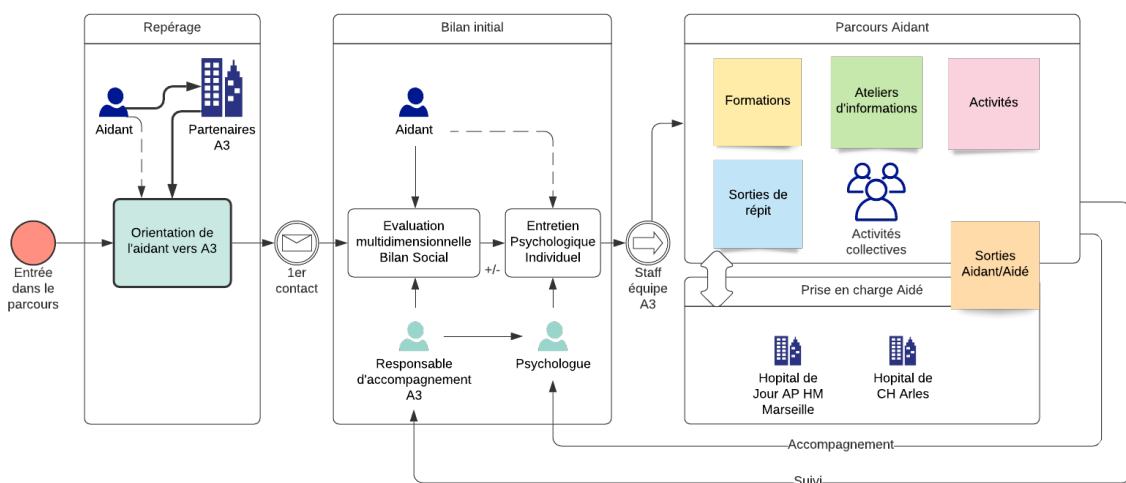 Repérage
Aidant
Partenaires
A3
Orientation de
l'aidant vers A3
Entrée
dans le
parcours
1er
contact
Bilan initial
Aidant
Evaluation
multidimensionnelle
Bilan Social
+/-
Entretien
Psychologique
Individuel
Responsable
d'accompagnement
A3
Psychologue
Staff
équipe
A3
Parcours Aidant
Formations
Ateliers
d'informations
Activités
Sorties de
répit
Activités
collectives
Sorties
Aidant/Aidé
Prise en charge Aidé
Hopital de
Jour AP HM
Marseille
Hopital de
CH Arles
Accompagnement
Suivi